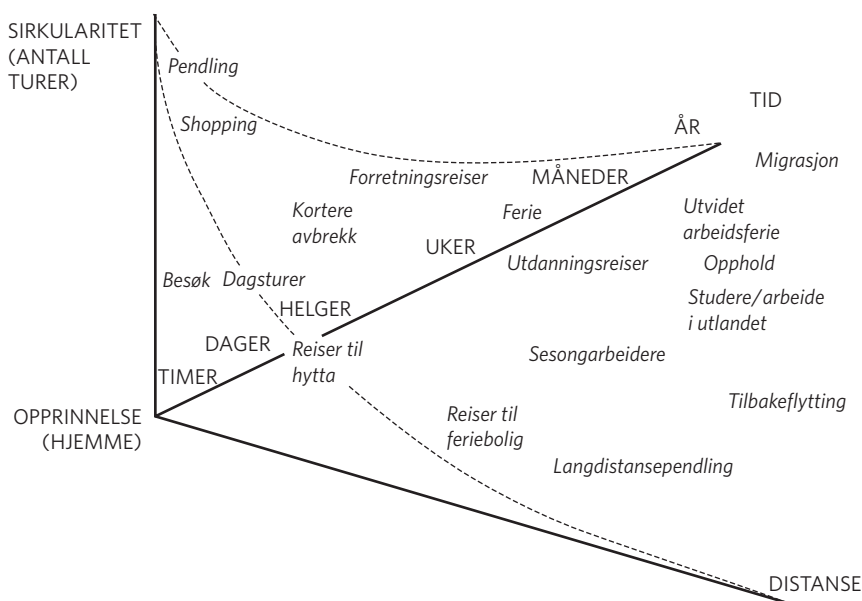 SIRKULARITET
(ANTALL
TURER)
Pendling
Shopping
TID
ÅR
Migrasjon
Forretningsreiser
MÅNEDER
Kortere
avbrekk
Ferie
Utvidet
arbeidsferie
UKER
Utdanningsreiser
Opphold
Besøk
Dagsturer
Studere/arbeide
i utlandet
HELGER
DAGER
Reiser til
hytta
Sesongarbeidere
TIMER
Tilbakeflytting
OPPRINNELSE
(HJEMME)
Reiser til
feriebolig
Langdistansependling
DISTANSE